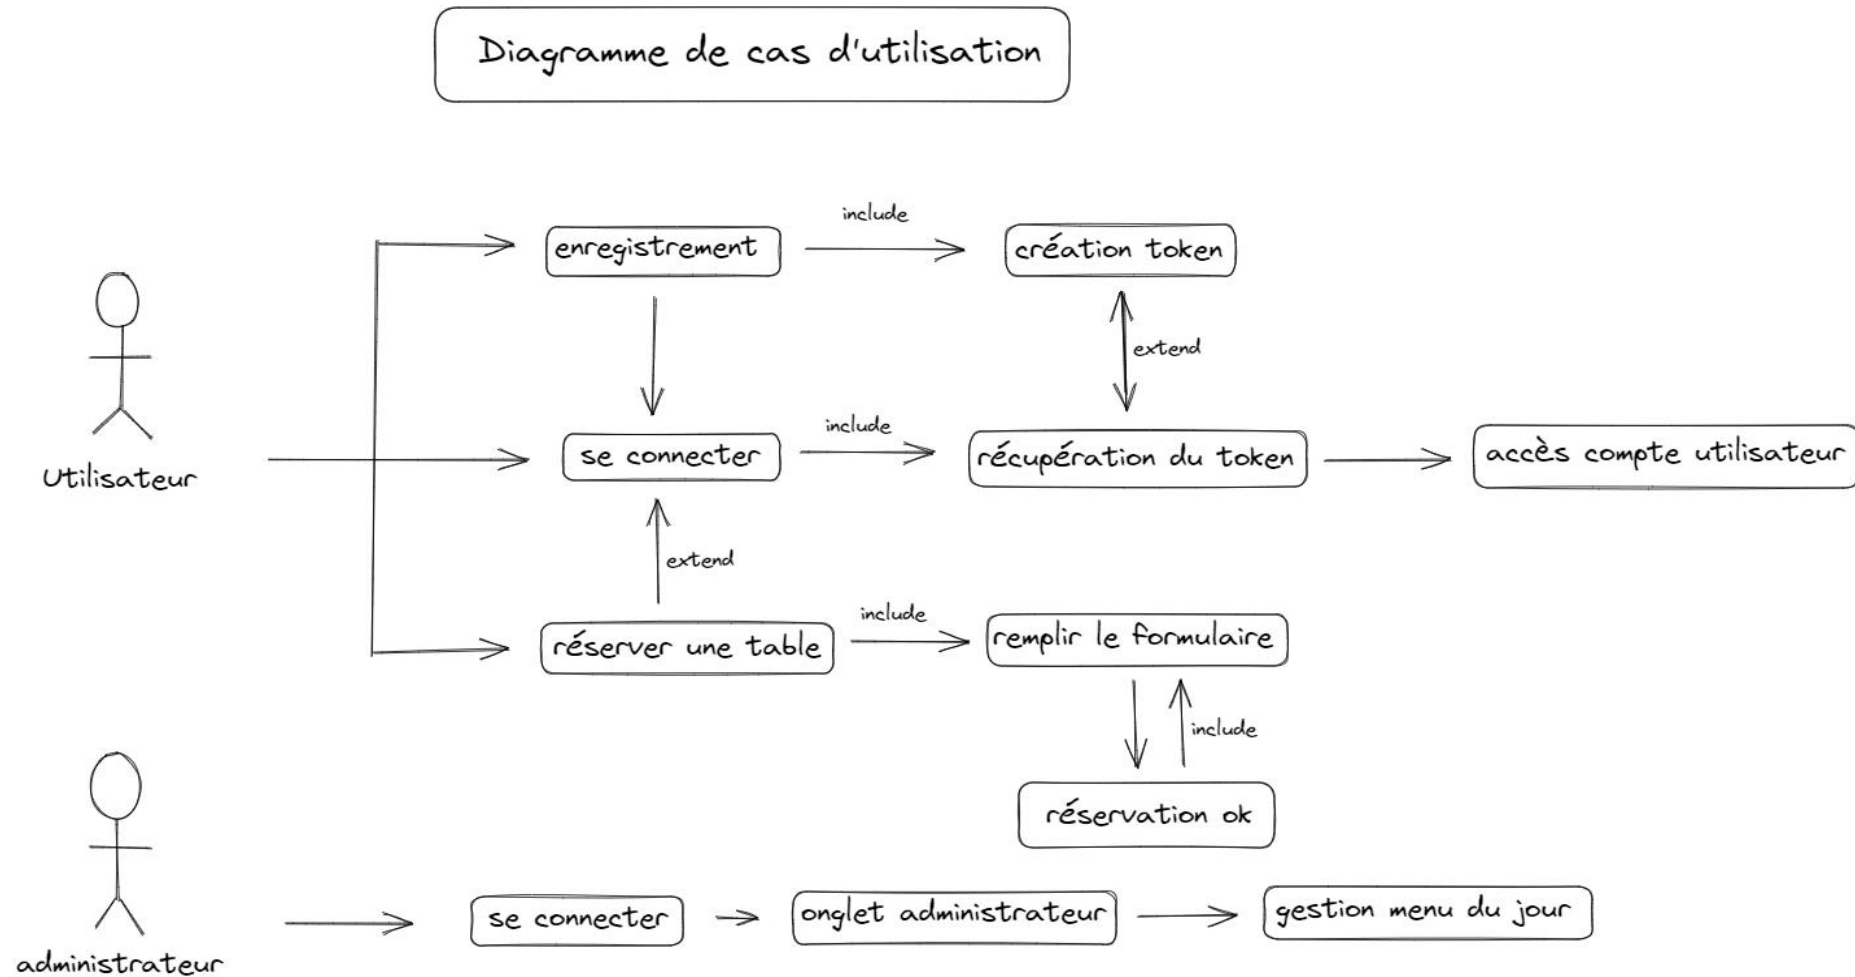 Diagramme de cas d'utilisation
include
enregistrement
création token
extend
Utilisateur
include
se connecter
récupération du token
accès compte utilisateur
extend
include
réserver une table
remplir le formulaire
include
réservation ok
administrateur
se connecter
onglet administrateur
gestion menu du jour